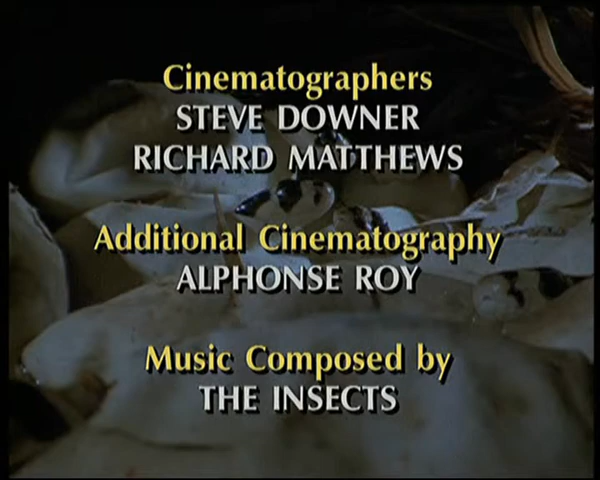 Cinematographers
STEVE DOWNER
RICHARD MATTHEWS
Additional Cinematography
ALPHONSE ROY
Music Composed by
THE INSECTS